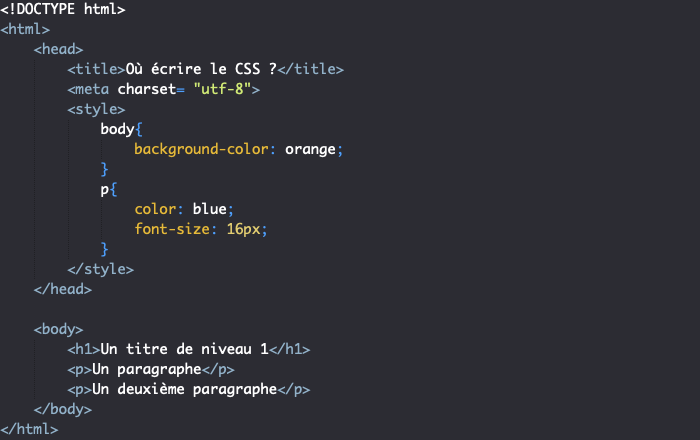 <!DOCTYPE html>
<html>
<head>
<title>Où écrire le CSS ?</title>
<meta charset= "utf-8">
<style>
body{
background-color: orange;
}
p{
color: blue;
font-size: 16px;
}
</style>
</head>
<body>
<h1>Un titre de niveau 1</h1>
<p>Un paragraphe</p>
<p>Un deuxième paragraphe</p>
</body>
</html>